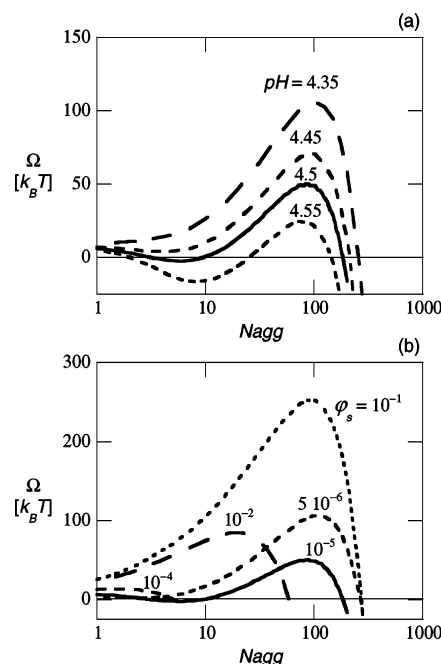 (a)
150
pH = 4.35
100
4.45
Ω
[k_BT]
4.5
50
4.55
0
1 10 100 1000
Nagg
(b)
300
φ_s = 10⁻¹
200
Ω
[k_BT]
10⁻²
5 10⁻⁶
100
10⁻⁵
10⁻⁴
0
1 10 100 1000
Nagg